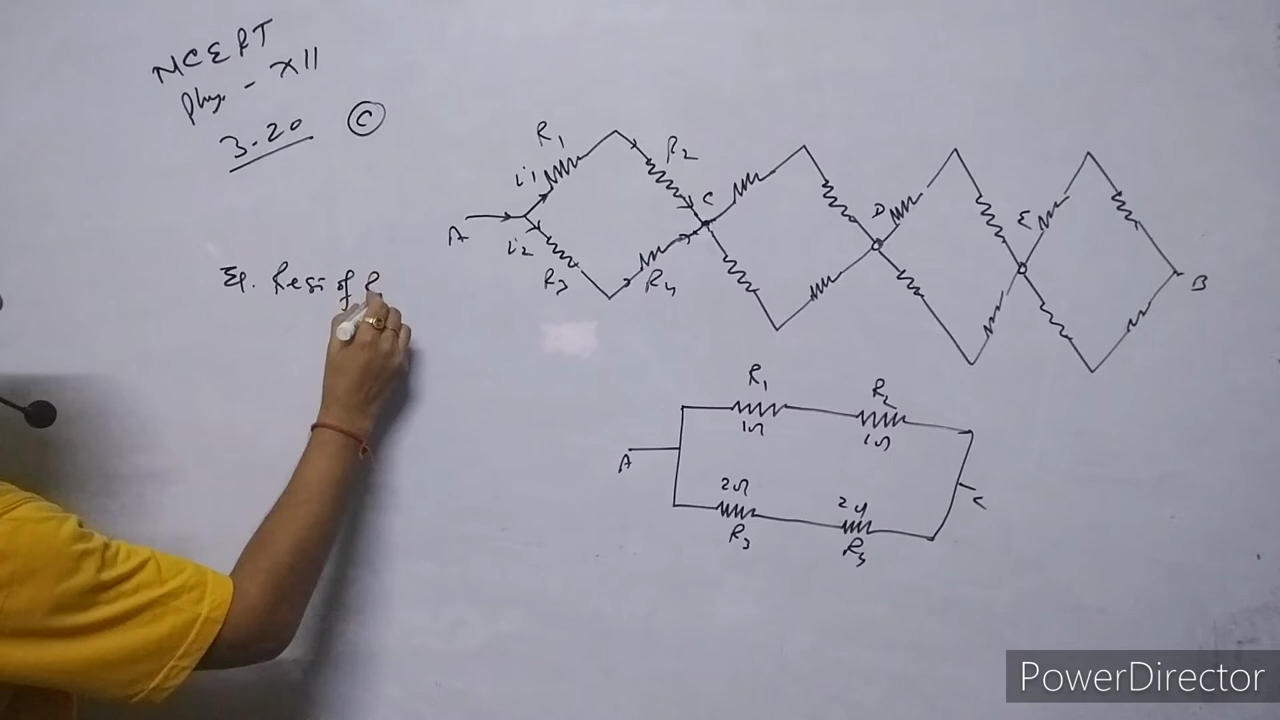 NCERT
Phy. - XII
3.20 C
R1
R2
i1
C
A
i2
R3
R4
D
E
B
Eq. Resi of R
R1
R2
1Ω
1Ω
A
2Ω
2Ω
C
R3
PowerDirector